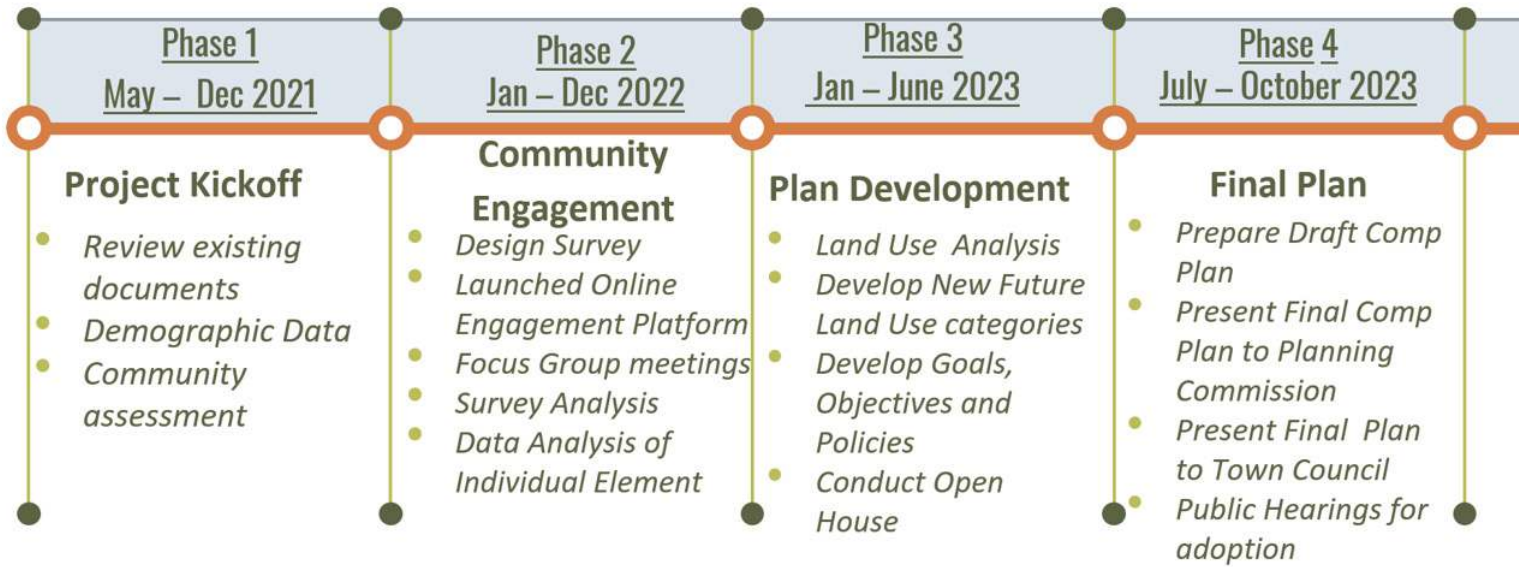 Phase 1
May – Dec 2021
Project Kickoff
Review existing
documents
Demographic Data
Community
assessment
Phase 2
Jan – Dec 2022
Community
Engagement
Design Survey
Launched Online
Engagement Platform
Focus Group meetings
Survey Analysis
Data Analysis of
Individual Element
Phase 3
Jan – June 2023
Plan Development
Land Use Analysis
Develop New Future
Land Use categories
Develop Goals,
Objectives and
Policies
Conduct Open
House
Phase 4
July – October 2023
Final Plan
Prepare Draft Comp
Plan
Present Final Comp
Plan to Planning
Commission
Present Final Plan
to Town Council
Public Hearings for
adoption